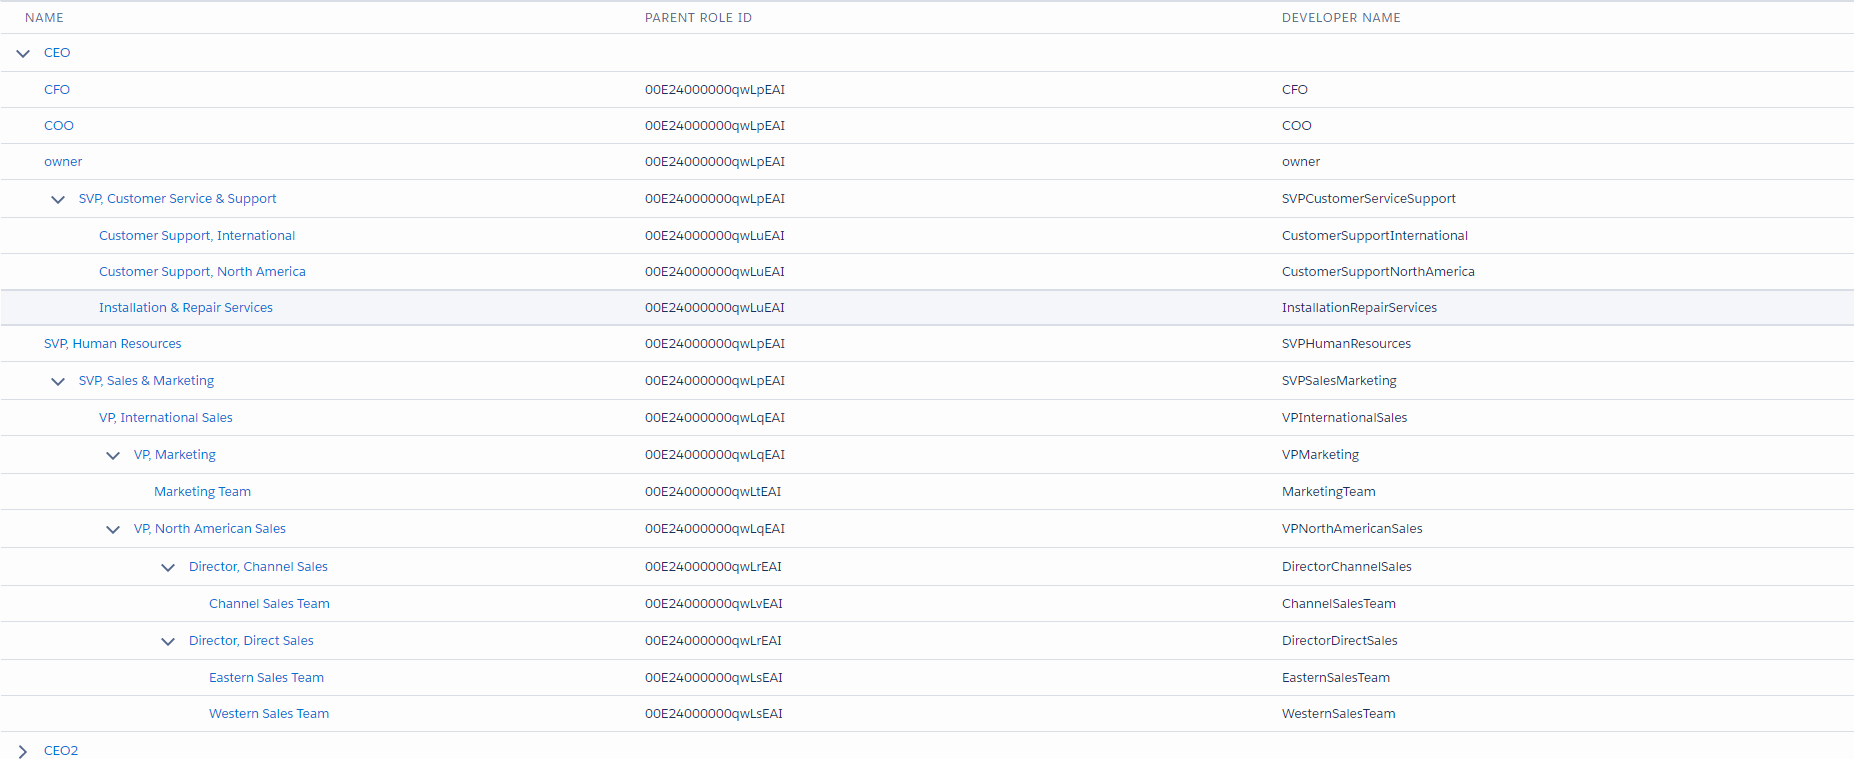 NAME PARENT ROLE ID DEVELOPER NAME
CEO
CFO 00E24000000qwLpEAI CFO
COO 00E24000000qwLpEAI COO
owner 00E24000000qwLpEAI owner
SVP, Customer Service & Support 00E24000000qwLpEAI SVPCustomerServiceSupport
Customer Support, International 00E24000000qwLuEAI CustomerSupportInternational
Customer Support, North America 00E24000000qwLuEAI CustomerSupportNorthAmerica
Installation & Repair Services 00E24000000qwLuEAI InstallationRepairServices
SVP, Human Resources 00E24000000qwLpEAI SVPHumanResources
SVP, Sales & Marketing 00E24000000qwLpEAI SVPSalesMarketing
VP, International Sales 00E24000000qwLqEAI VPInternationalSales
VP, Marketing 00E24000000qwLqEAI VPMarketing
Marketing Team 00E24000000qwLtEAI MarketingTeam
VP, North American Sales 00E24000000qwLqEAI VPNorthAmericanSales
Director, Channel Sales 00E24000000qwLrEAI DirectorChannelSales
Channel Sales Team 00E24000000qwLvEAI ChannelSalesTeam
Director, Direct Sales 00E24000000qwLrEAI DirectorDirectSales
Eastern Sales Team 00E24000000qwLsEAI EasternSalesTeam
Western Sales Team 00E24000000qwLsEAI WesternSalesTeam
CEO2